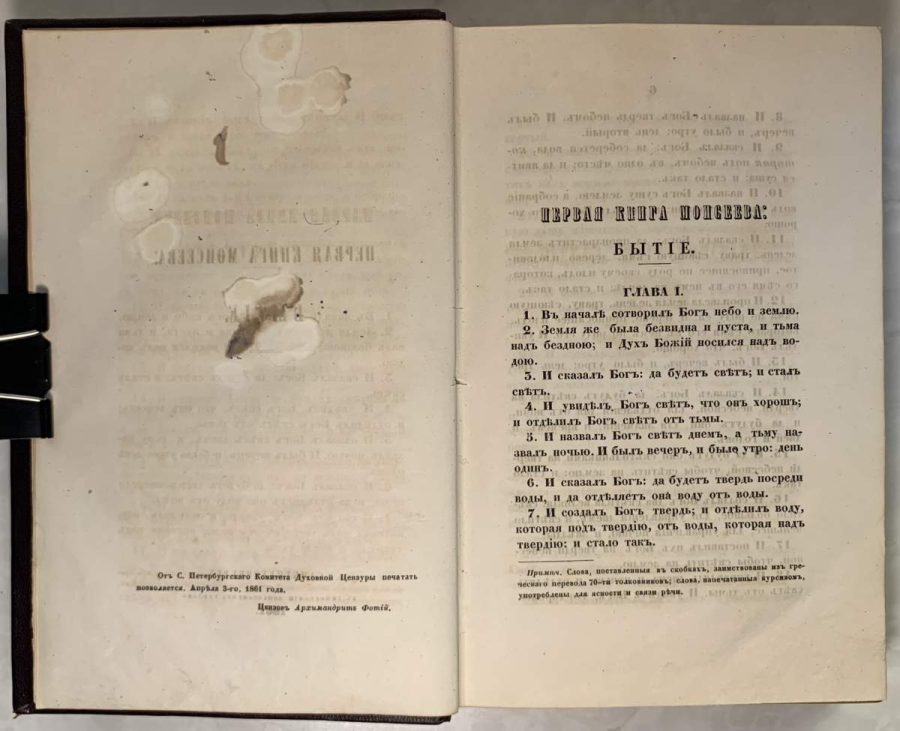 Отъ С. Петербургскаго Комитета Духовной Цензуры печатать
позволяется. Апрѣля 3-го, 1861 года.
Цензоръ Архимандритъ Фотій.
ПЕРВАЯ КНИГА МОИСЕЕВА:
БЫТІЕ.
ГЛАВА I.
1. Въ началѣ сотворилъ Богъ небо и землю.
2. Земля же была безвидна и пуста, и тьма
надъ бездною; и Духъ Божій носился надъ во-
дою.
3. И сказалъ Богъ: да будетъ свѣтъ; и сталъ
свѣтъ.
4. И увидѣлъ Богъ свѣтъ, что онъ хорошъ;
и отдѣлилъ Богъ свѣтъ отъ тьмы.
5. И назвалъ Богъ свѣтъ днемъ, а тьму на-
звалъ ночью. И былъ вечеръ, и было утро: день
одинъ.
6. И сказалъ Богъ: да будетъ твердь посреди
воды, и да отдѣляетъ она воду отъ воды.
7. И создалъ Богъ твердь; и отдѣлилъ воду,
которая подъ твердію, отъ воды, которая надъ
твердію: и стало такъ.
Примѣч. Слова, поставленныя въ скобкахъ, заимствованы изъ гре-
ческаго перевода 70-ти толковниковъ; слова, напечатанныя курсивомъ,
употреблены для ясности и связи рѣчи.